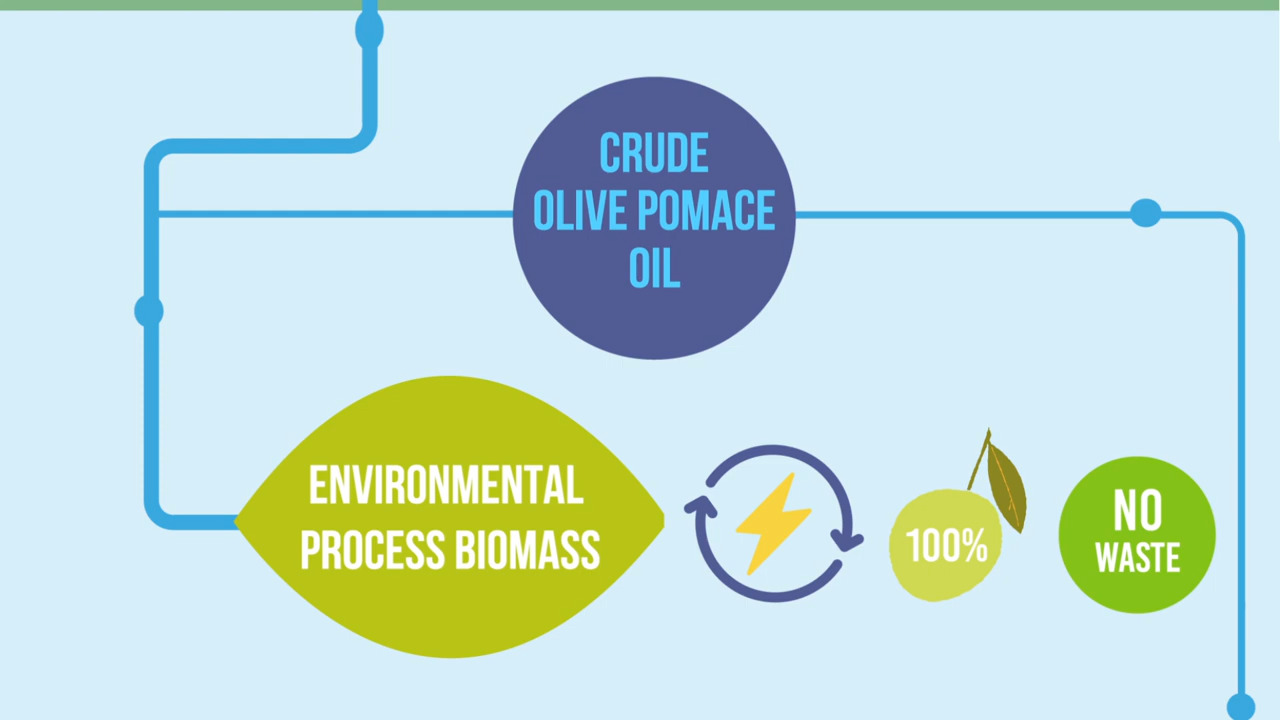 CRUDE
OLIVE POMACE
OIL
ENVIRONMENTAL
PROCESS BIOMASS
100%
NO
WASTE